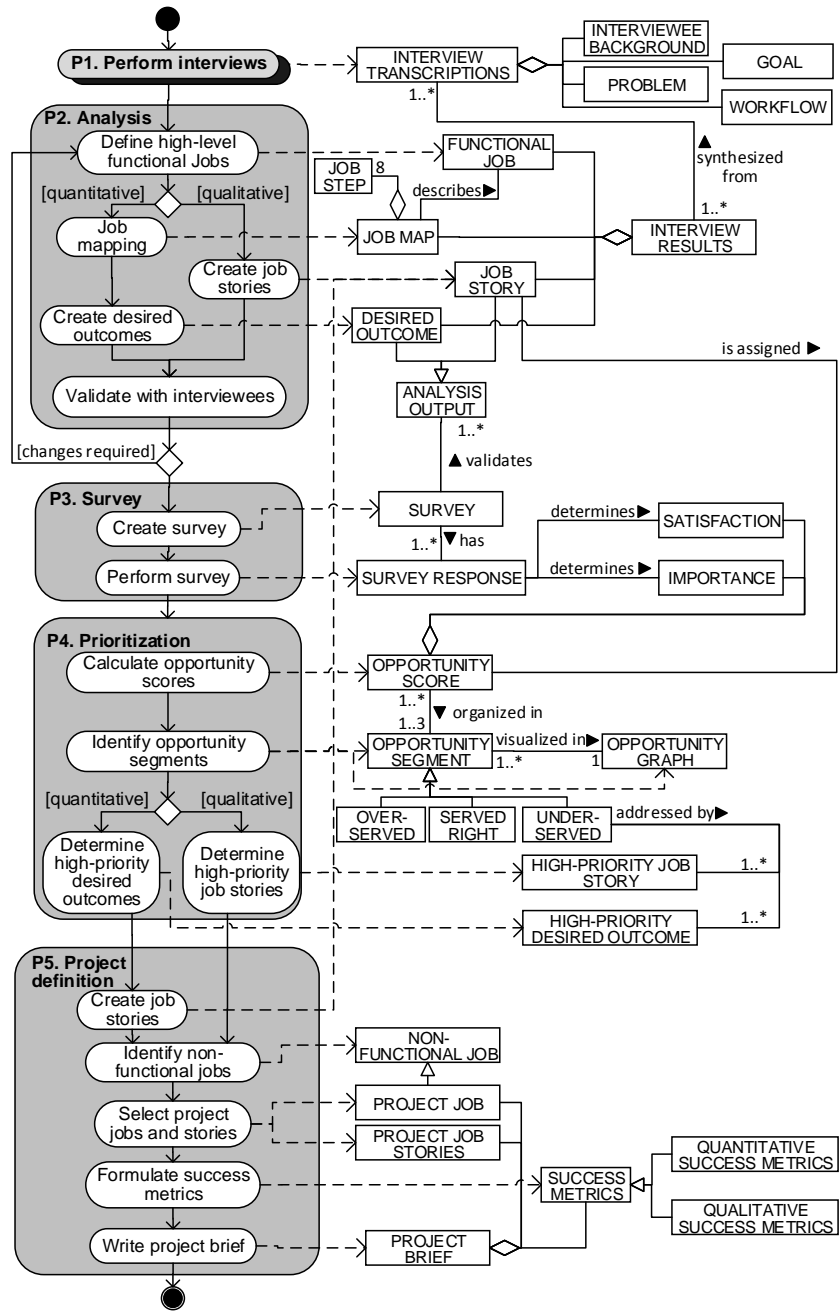 P1. Perform interviews
INTERVIEW
TRANSCRIPTIONS
1..*
INTERVIEWEE
BACKGROUND
GOAL
PROBLEM
WORKFLOW
P2. Analysis
Define high-level
functional Jobs
FUNCTIONAL
JOB
▲
synthesized
from
[quantitative]
[qualitative]
JOB
STEP
8
describes ►
1..*
Job
mapping
JOB MAP
INTERVIEW
RESULTS
Create job
stories
JOB
STORY
Create desired
outcomes
DESIRED
OUTCOME
is assigned ►
Validate with interviewees
ANALYSIS
OUTPUT
1..*
[changes required]
▲ validates
P3. Survey
Create survey
SURVEY
determines ►
SATISFACTION
1..*
▼ has
Perform survey
SURVEY RESPONSE
determines ►
IMPORTANCE
P4. Prioritization
Calculate opportunity
scores
OPPORTUNITY
SCORE
1..*
▼ organized in
1..3
Identify opportunity
segments
OPPORTUNITY
SEGMENT
visualized in ►
1..*
1
OPPORTUNITY
GRAPH
[quantitative]
[qualitative]
OVER-
SERVED
SERVED
RIGHT
UNDER-
SERVED
addressed by ►
Determine
high-priority
desired
outcomes
Determine
high-priority
job stories
HIGH-PRIORITY JOB
STORY
1..*
HIGH-PRIORITY
DESIRED OUTCOME
1..*
P5. Project
definition
Create job
stories
Identify non-
functional jobs
NON-
FUNCTIONAL JOB
Select project
jobs and stories
PROJECT JOB
PROJECT JOB
STORIES
Formulate success
metrics
SUCCESS
METRICS
QUANTITATIVE
SUCCESS METRICS
QUALITATIVE
SUCCESS METRICS
Write project brief
PROJECT
BRIEF